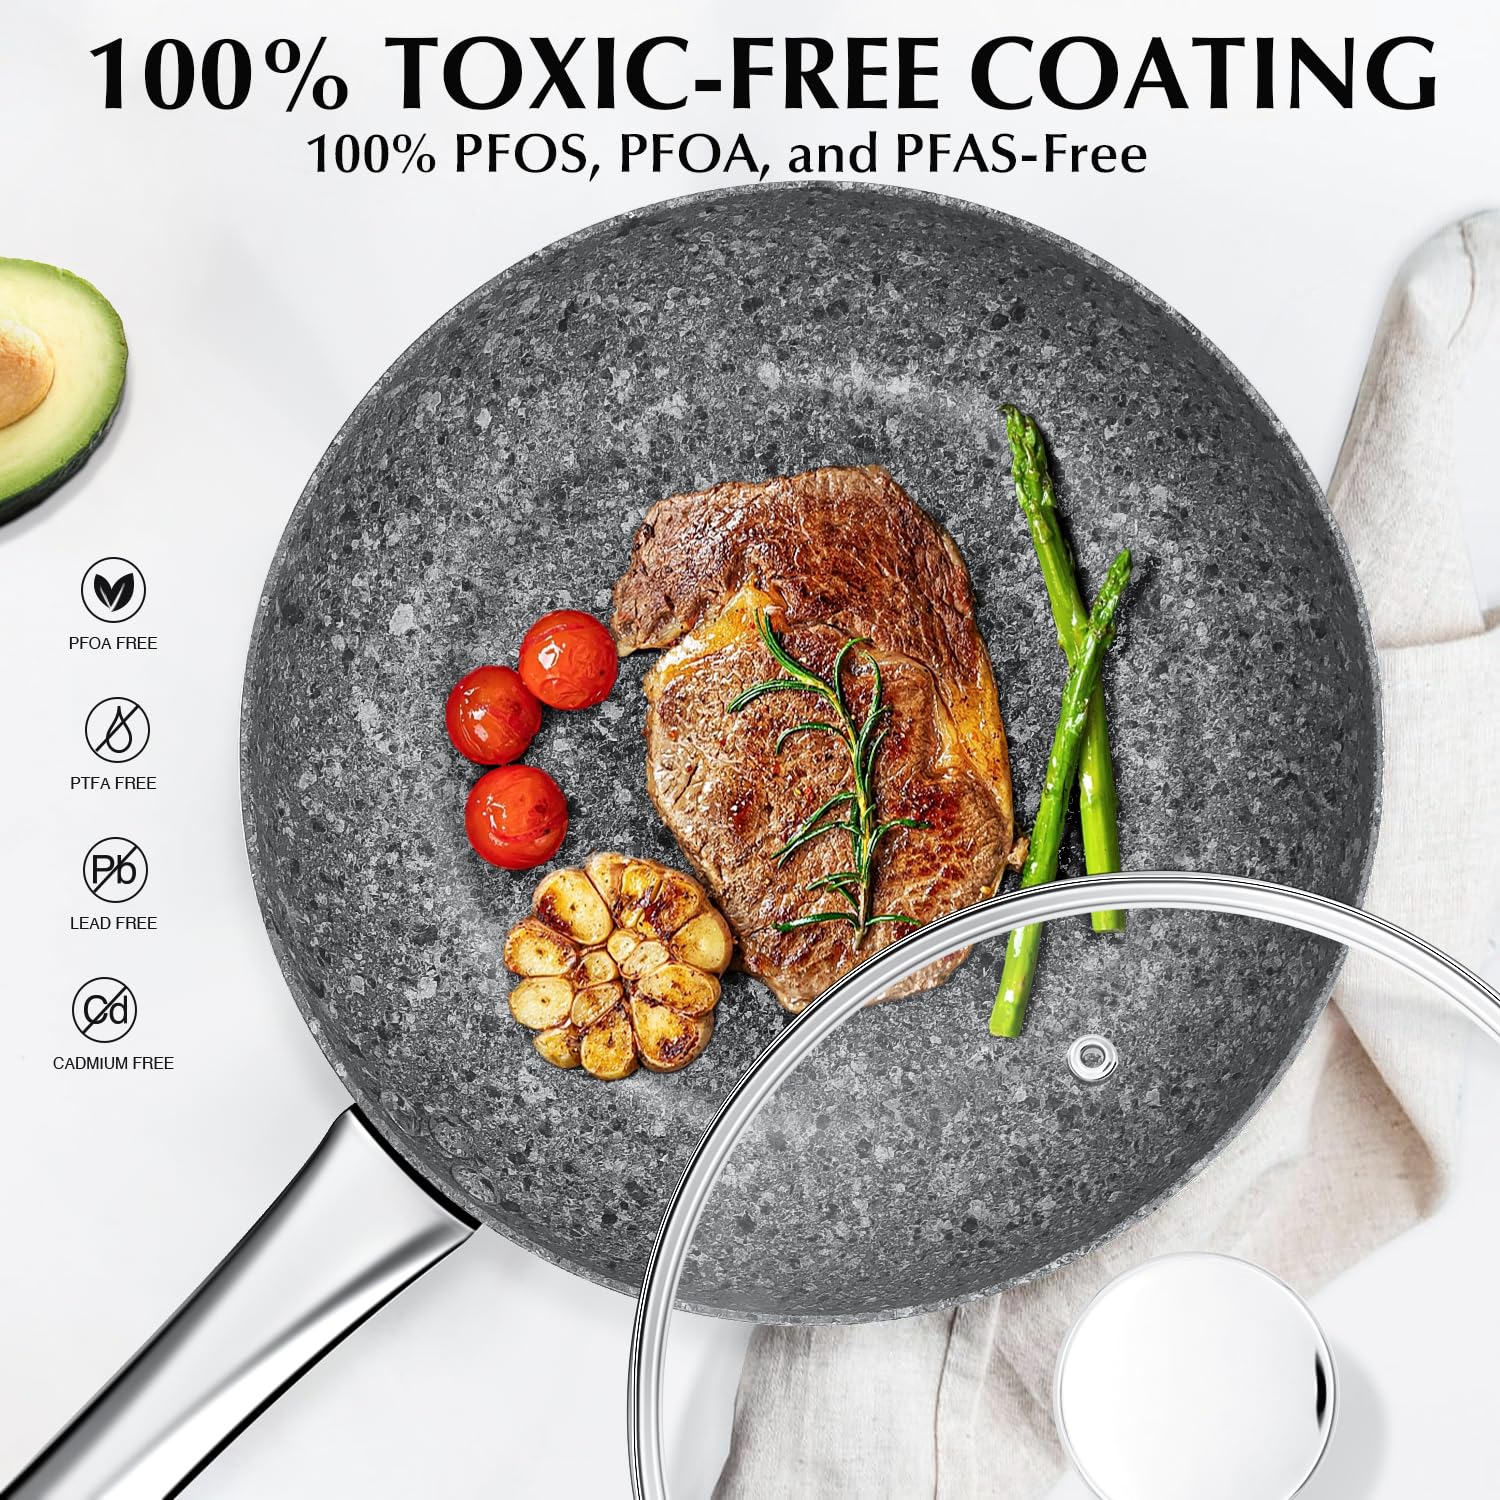 100% TOXIC-FREE COATING
100% PFOS, PFOA, and PFAS-Free
PFOA FREE
PTFA FREE
Pb
LEAD FREE
Cd
CADMIUM FREE